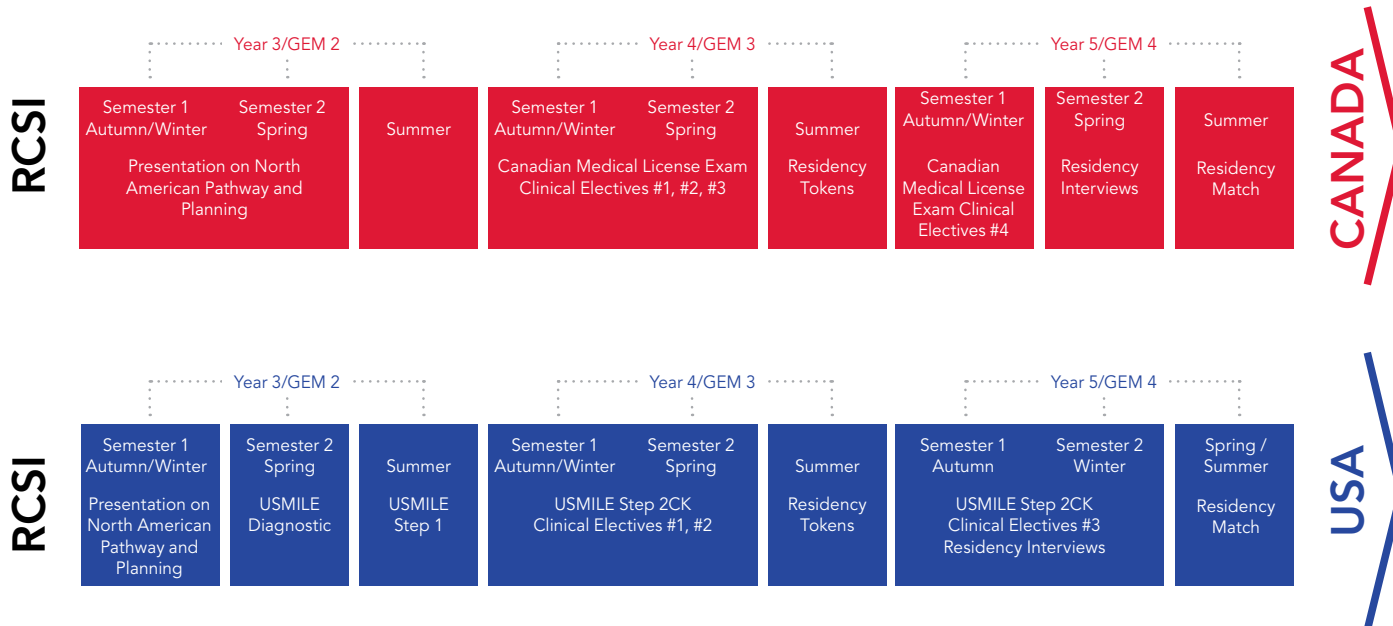 RCSI
Year 3/GEM 2
Year 4/GEM 3
Year 5/GEM 4
Semester 1
Autumn/Winter
Semester 2
Spring
Presentation on North
American Pathway and
Planning
Summer
Semester 1
Autumn/Winter
Semester 2
Spring
Canadian Medical License Exam
Clinical Electives #1, #2, #3
Summer
Residency
Tokens
Semester 1
Autumn/Winter
Canadian
Medical License
Exam Clinical
Electives #4
Semester 2
Spring
Residency
Interviews
Summer
Residency
Match
CANADA
RCSI
Year 3/GEM 2
Year 4/GEM 3
Year 5/GEM 4
Semester 1
Autumn/Winter
Presentation on
North American
Pathway and
Planning
Semester 2
Spring
USMILE
Diagnostic
Summer
USMILE
Step 1
Semester 1
Autumn/Winter
Semester 2
Spring
USMILE Step 2CK
Clinical Electives #1, #2
Summer
Residency
Tokens
Semester 1
Autumn
Semester 2
Winter
USMILE Step 2CK
Clinical Electives #3
Residency Interviews
Spring /
Summer
Residency
Match
USA